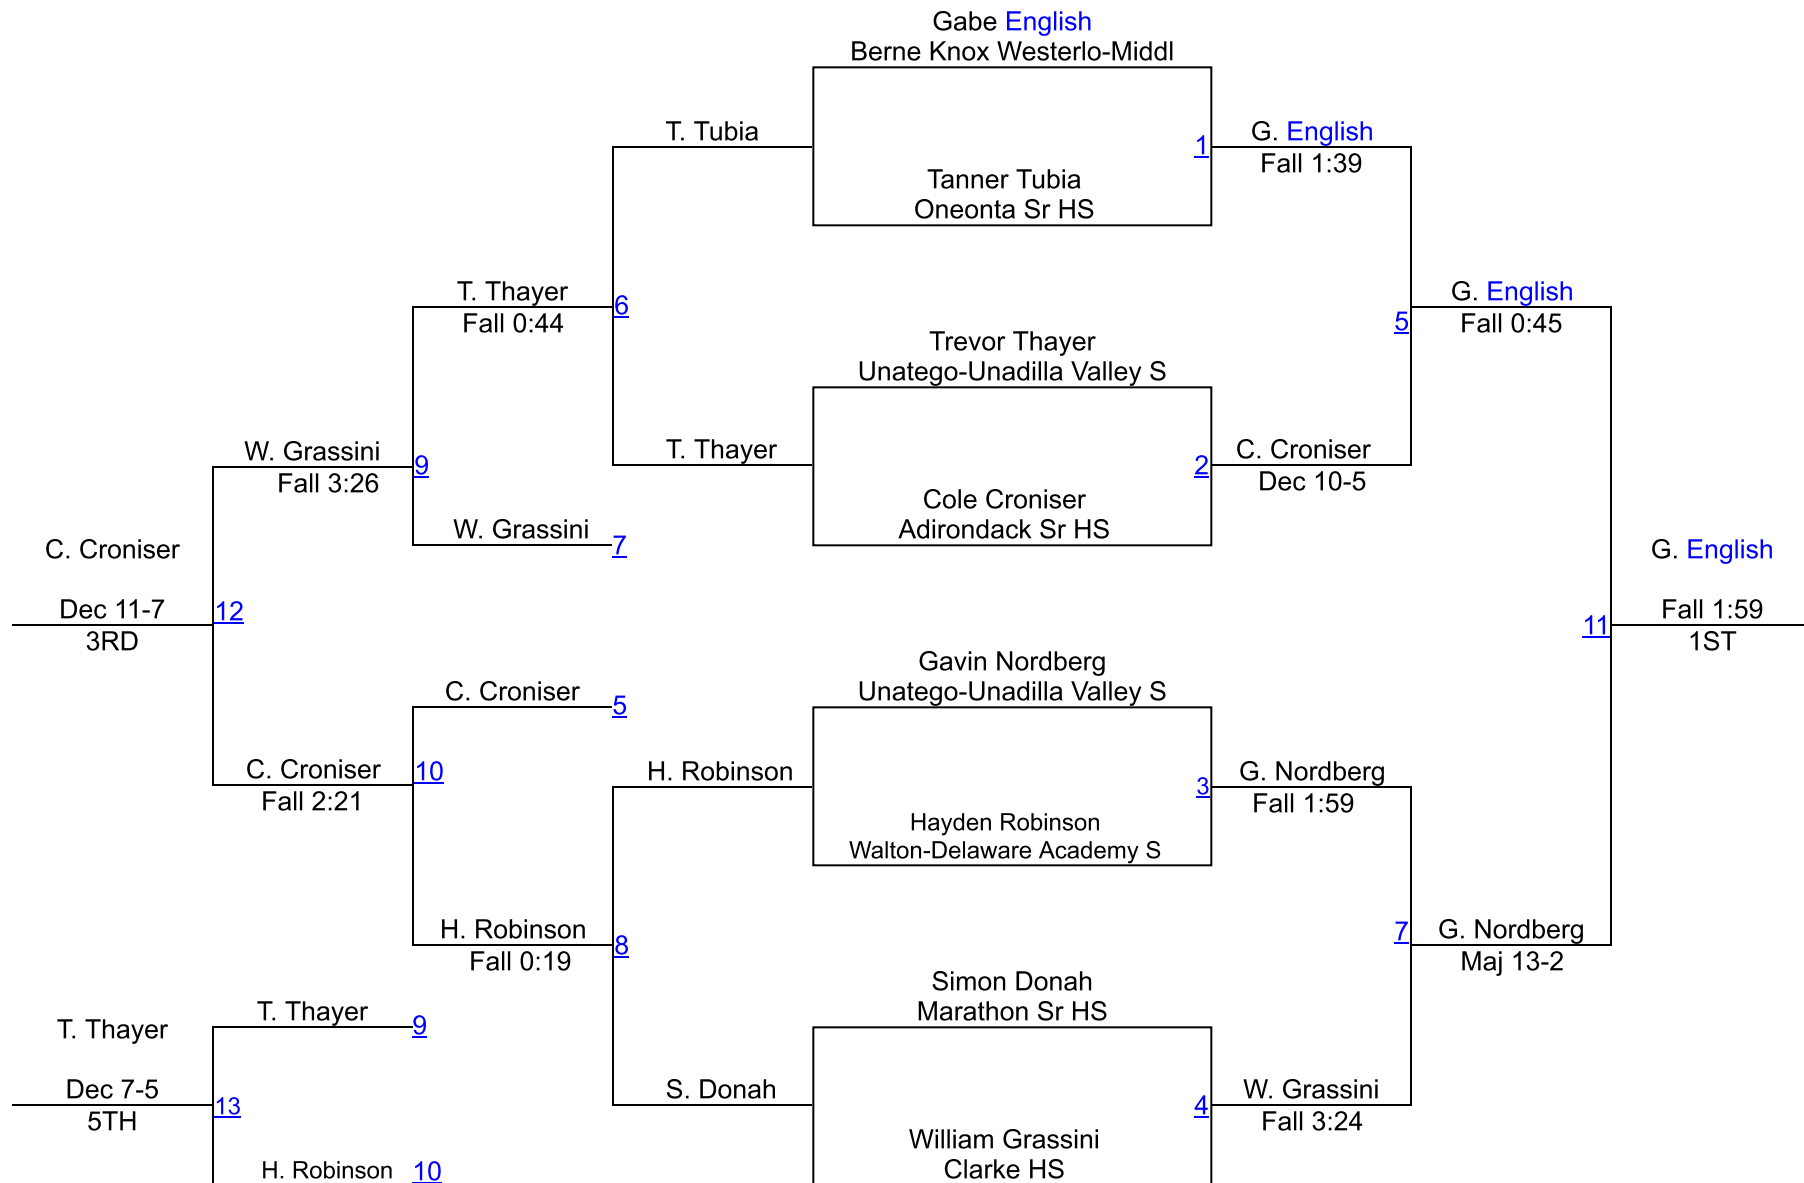 Gabe English
Berne Knox Westerlo-Middl
T. Tubia
1
G. English
Fall 1:39
Tanner Tubia
Oneonta Sr HS
T. Thayer
Fall 0:44
6
G. English
Fall 0:45
5
Trevor Thayer
Unatego-Unadilla Valley S
W. Grassini
Fall 3:26
9
T. Thayer
2
C. Croniser
Dec 10-5
Cole Croniser
Adirondack Sr HS
W. Grassini
7
C. Croniser
Dec 11-7
3RD
12
G. English
Fall 1:59
1ST
11
Gavin Nordberg
Unatego-Unadilla Valley S
C. Croniser
5
C. Croniser
Fall 2:21
10
H. Robinson
3
G. Nordberg
Fall 1:59
Hayden Robinson
Walton-Delaware Academy S
H. Robinson
Fall 0:19
8
7
G. Nordberg
Maj 13-2
Simon Donah
Marathon Sr HS
T. Thayer
9
T. Thayer
Dec 7-5
5TH
13
S. Donah
4
W. Grassini
Fall 3:24
William Grassini
Clarke HS
H. Robinson
10